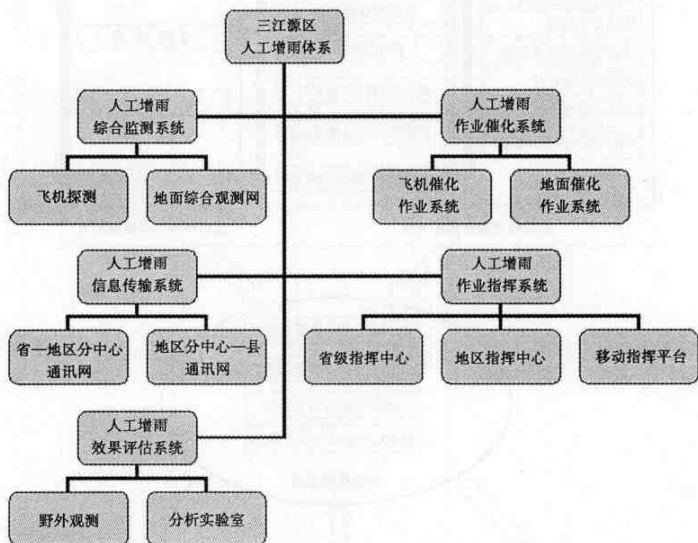 三江源区
人工增雨体系
人工增雨
综合监测系统
人工增雨
作业催化系统
飞机探测
地面综合观测网
飞机催化
作业系统
地面催化
作业系统
人工增雨
信息传输系统
人工增雨
作业指挥系统
省—地区分中心
通讯网
地区分中心—县
通讯网
省级指挥中心
地区指挥中心
移动指挥平台
人工增雨
效果评估系统
野外观测
分析实验室